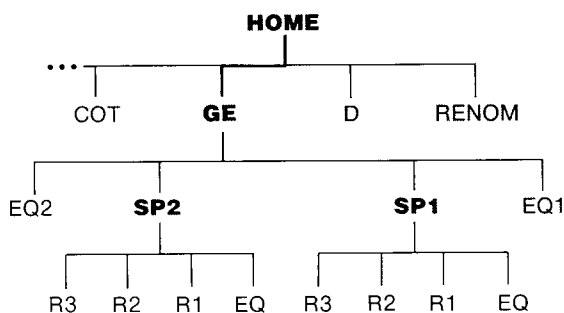 HOME
... COT GE D RENOM
EQ2 SP2 SP1 EQ1
R3 R2 R1 EQ R3 R2 R1 EQ